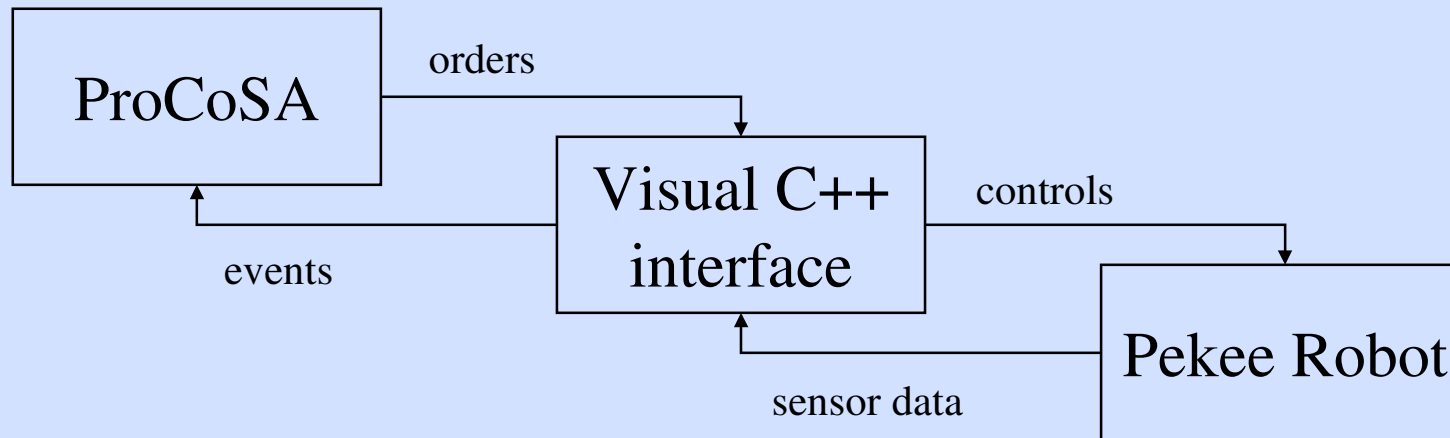 orders
ProCoSA
Visual C++
interface
controls
events
Pekee Robot
sensor data